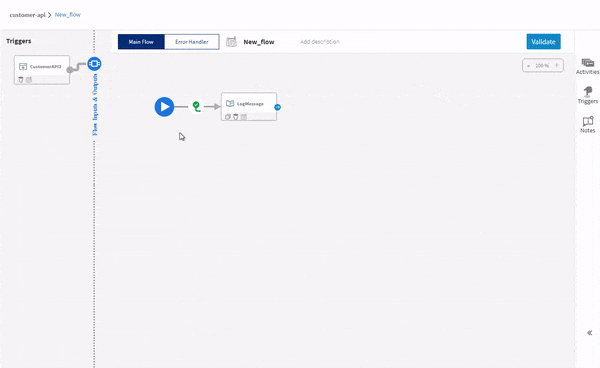 customer-api > New_flow
Triggers
Main Flow
Error Handler
New_flow
Add description
Validate
CustomerAPI2
Flow Inputs & Outputs
- 100 % +
LogMessage
Activities
Triggers
Notes